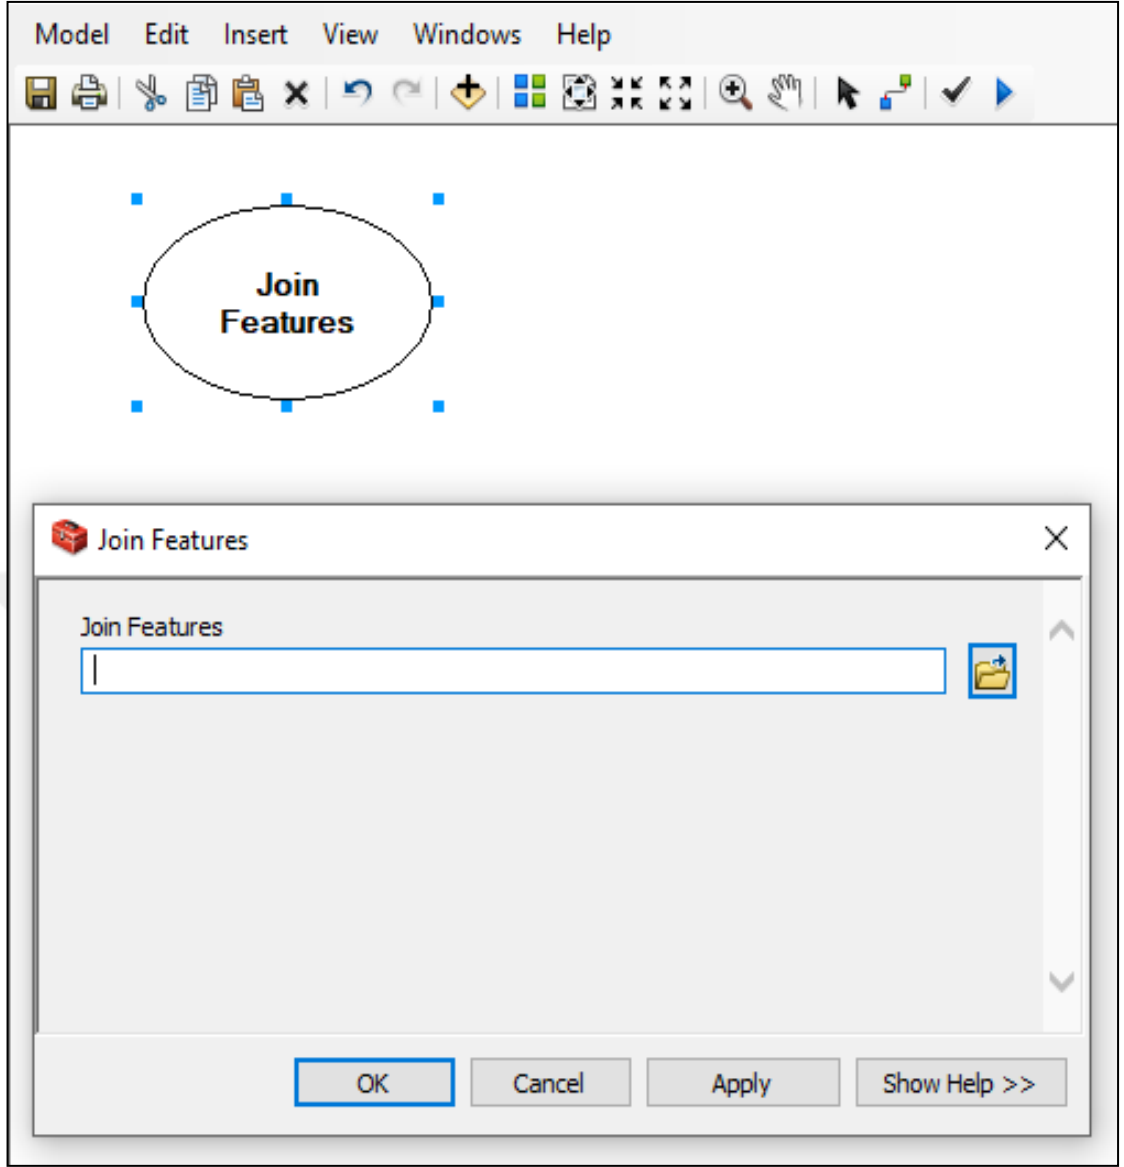 Model Edit Insert View Windows Help
Join
Features
Join Features
Join Features
OK Cancel Apply Show Help >>